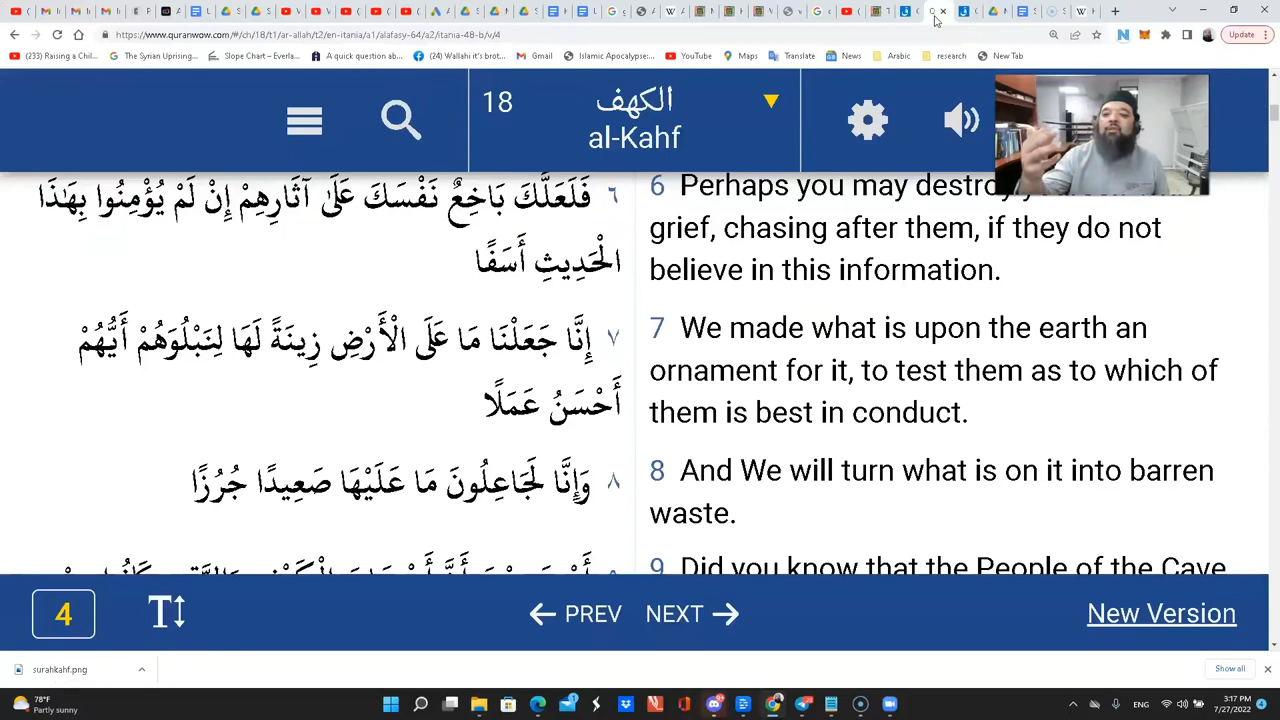 https://www.quranwow.com/#/ux/18/t1/ar-allah/t2/en-itania/a1/alafasy-64/a2/itania-48-b/v/4
Update
(233) Raising a Chil...
The Syrian Uprising...
Slope Chart – Everla...
A quick question ab...
(24) Wallahi it's brot...
Gmail
Islamic Apocalypse:...
YouTube
Maps
Translate
News
Arabic
research
New Tab
18
الكهف
al-Kahf
٦ فَلَعَلَّكَ بَاخِعٌ نَفْسَكَ عَلَىٰ آثَارِهِمْ إِنْ لَمْ يُؤْمِنُوا بِهَٰذَا
الْحَدِيثِ أَسَفًا
6 Perhaps you may destroy
grief, chasing after them, if they do not
believe in this information.
٧ إِنَّا جَعَلْنَا مَا عَلَى الْأَرْضِ زِينَةً لَهَا لِنَبْلُوَهُمْ أَيُّهُمْ
أَحْسَنُ عَمَلًا
7 We made what is upon the earth an
ornament for it, to test them as to which of
them is best in conduct.
٨ وَإِنَّا لَجَاعِلُونَ مَا عَلَيْهَا صَعِيدًا جُرُزًا
8 And We will turn what is on it into barren
waste.
9 Did you know that the People of the Cave
4
T
PREV
NEXT
New Version
surahkahf.png
Show all
78°F
Partly sunny
ENG
3:17 PM
7/27/2022